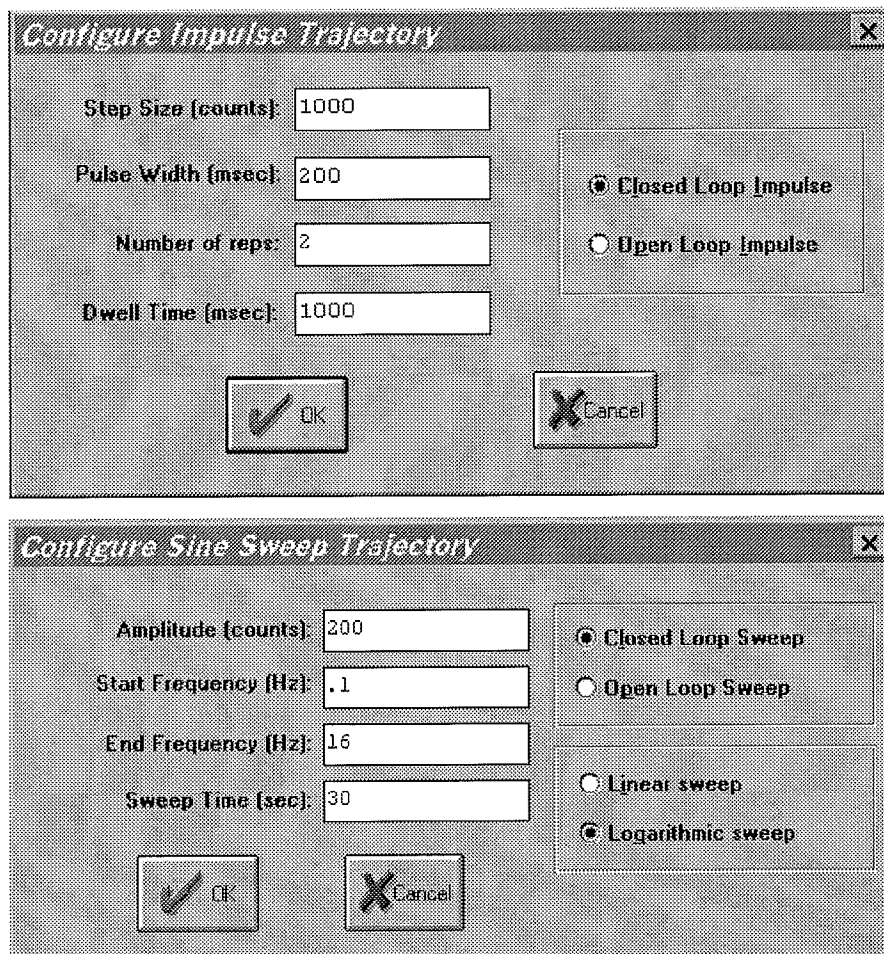 Configure Impulse Trajectory
Step Size (counts): 1000
Pulse Width (msec): 200
Number of reps: 2
Dwell Time (msec): 1000
Closed Loop Impulse
Open Loop Impulse
OK
Cancel
Configure Sine Sweep Trajectory
Amplitude (counts): 200
Start Frequency (Hz): .1
End Frequency (Hz): 16
Sweep Time (sec): 30
Closed Loop Sweep
Open Loop Sweep
Linear sweep
Logarithmic sweep
OK
Cancel